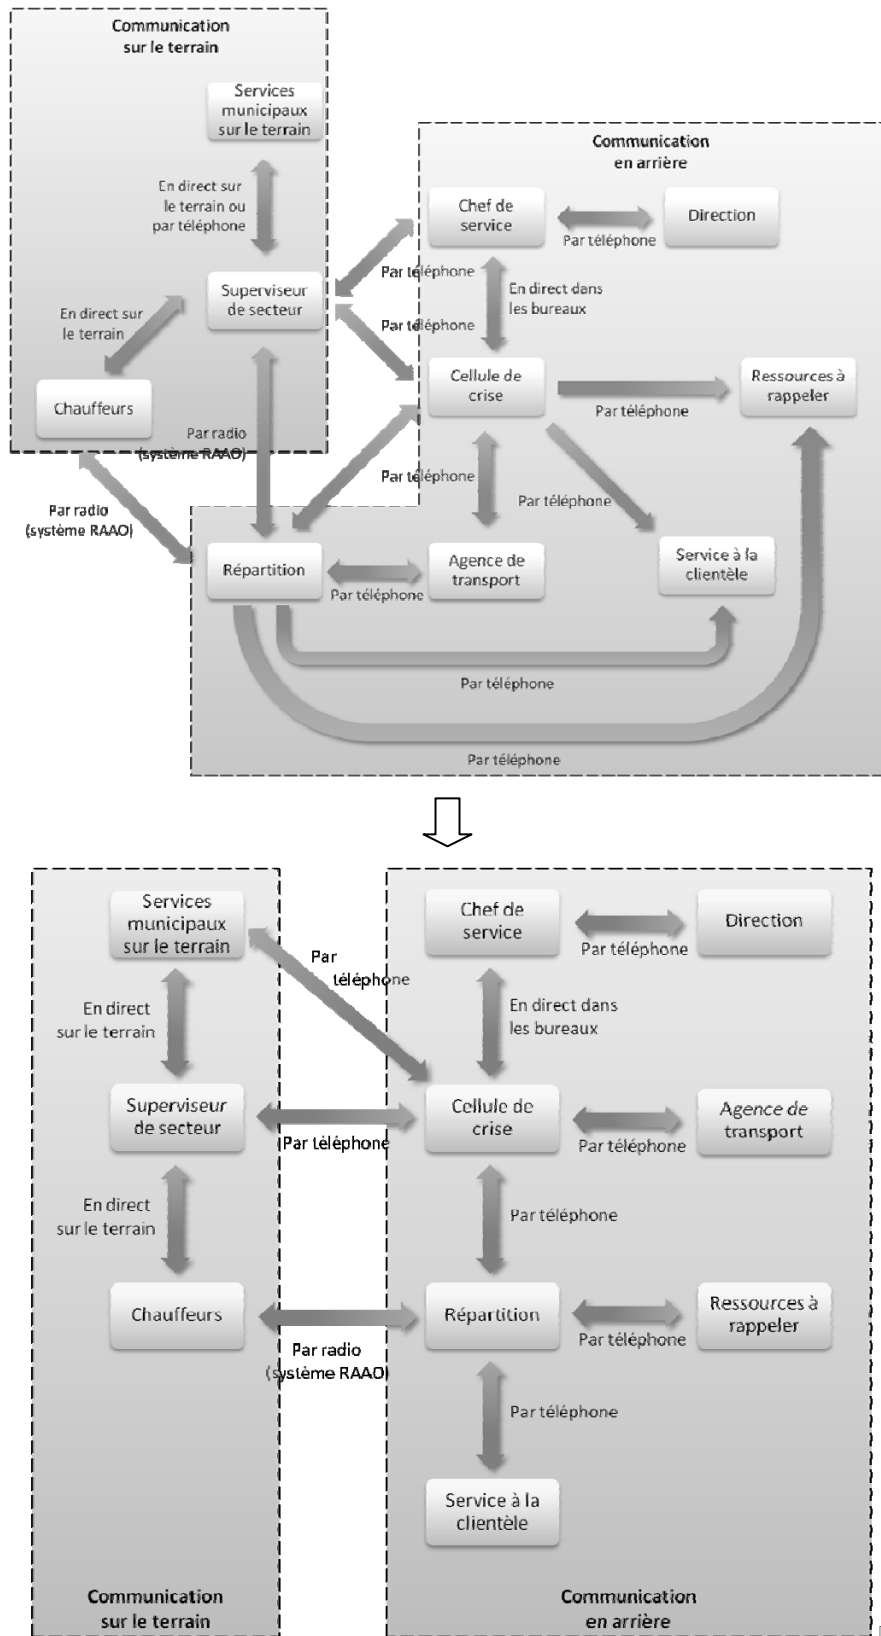 Communication
sur le terrain
Services
municipaux
sur le terrain
En direct sur
le terrain ou
par téléphone
Superviseur
de secteur
En direct sur
le terrain
Chauffeurs
Par radio
(système RAAO)
Par radio
(système RAAO)
Communication
en arrière
Chef de
service
Par téléphone
Direction
Par téléphone
En direct dans
les bureaux
Par téléphone
Cellule de
crise
Par téléphone
Ressources à
rappeler
Par téléphone
Par téléphone
Répartition
Par téléphone
Agence de
transport
Service à la
clientèle
Par téléphone
Par téléphone
Services
municipaux
sur le terrain
Par
téléphone
Chef de
service
Par téléphone
Direction
En direct
sur le terrain
En direct dans
les bureaux
Superviseur
de secteur
Par téléphone
Cellule de
crise
Par téléphone
Agence de
transport
En direct
sur le terrain
Par téléphone
Chauffeurs
Par radio
(système RAAO)
Répartition
Par téléphone
Ressources à
rappeler
Par téléphone
Service à la
clientèle
Communication
sur le terrain
Communication
en arrière